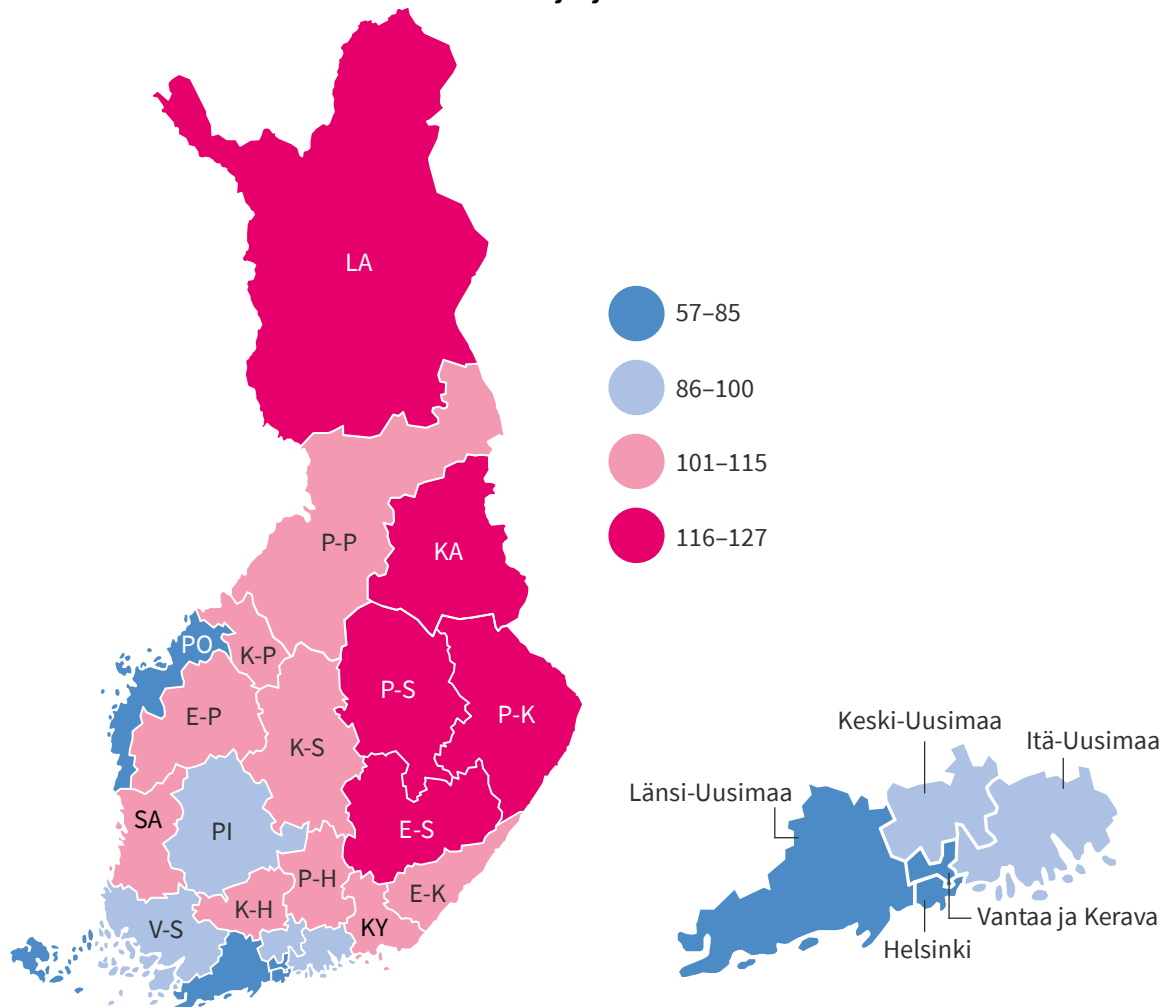 LA
57–85
86–100
101–115
116–127
P-P
KA
PO
K-P
P-S
E-P
P-K
K-S
SA
PI
E-S
P-H
E-K
K-H
V-S
KY
Keski-Uusimaa
Itä-Uusimaa
Länsi-Uusimaa
Vantaa ja Kerava
Helsinki